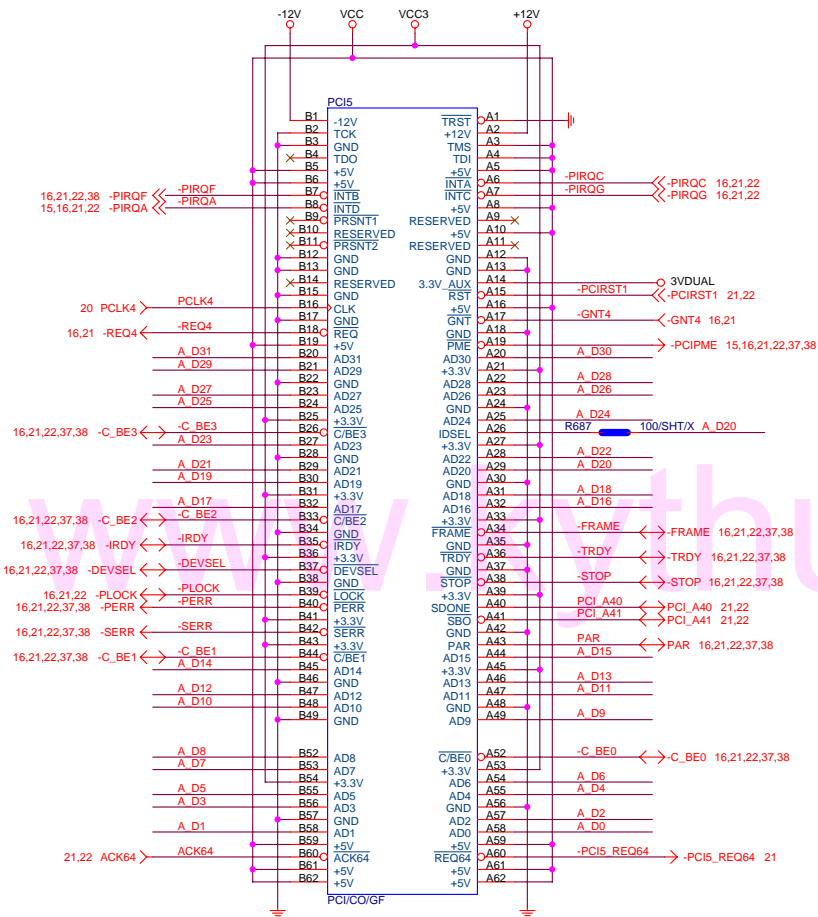 -12V VCC VCC3 +12V
PCI5
B1 -12V TRST A1
B2 TCK +12V A2
B3 GND TMS A3
B4 TDO TDI A4
B5 +5V +5V A5
B6 +5V INTA A6 -PIRQC -PIRQC 16,21,22
16,21,22,38 -PIRQF -PIRQF B7 INTB INTC A7 -PIRQG -PIRQG 16,21,22
15,16,21,22 -PIRQA -PIRQA B8 INTD +5V A8
B9 PRSNT1 RESERVED A9
B10 RESERVED +5V A10
B11 PRSNT2 RESERVED A11
B12 GND GND A12
B13 GND GND A13
B14 RESERVED 3.3V_AUX A14 3VDUAL
B15 GND RST A15 -PCIRST1 -PCIRST1 21,22
20 PCLK4 PCLK4 B16 CLK +5V A16
B17 GND GNT A17 -GNT4 -GNT4 16,21
16,21 -REQ4 -REQ4 B18 REQ GND A18
B19 +5V PME A19 -PCIPME 15,16,21,22,37,38
A_D31 B20 AD31 AD30 A20 A_D30
A_D29 B21 AD29 +3.3V A21
B22 GND AD28 A22 A_D28
A_D27 B23 AD27 AD26 A23 A_D26
A_D25 B24 AD25 GND A24
B25 +3.3V AD24 A25 A_D24
16,21,22,37,38 -C_BE3 -C_BE3 B26 C/BE3 IDSEL A26 R687 100/SHT/X A_D20
A_D23 B27 AD23 +3.3V A27
B28 GND AD22 A28 A_D22
A_D21 B29 AD21 AD20 A29 A_D20
A_D19 B30 AD19 GND A30
B31 +3.3V AD18 A31 A_D18
A_D17 B32 AD17 AD16 A32 A_D16
16,21,22,37,38 -C_BE2 -C_BE2 B33 C/BE2 +3.3V A33
B34 GND FRAME A34 -FRAME -FRAME 16,21,22,37,38
16,21,22,37,38 -IRDY -IRDY B35 IRDY GND A35
B36 +3.3V TRDY A36 -TRDY -TRDY 16,21,22,37,38
16,21,22,37,38 -DEVSEL -DEVSEL B37 DEVSEL GND A37
B38 GND STOP A38 -STOP -STOP 16,21,22,37,38
16,21,22 -PLOCK -PLOCK B39 LOCK +3.3V A39
16,21,22,37,38 -PERR -PERR B40 PERR SDONE A40 PCI_A40 PCI_A40 21,22
B41 +3.3V SBO A41 PCI_A41 PCI_A41 21,22
16,21,22,37,38 -SERR -SERR B42 SERR GND A42
B43 +3.3V PAR A43 PAR PAR 16,21,22,37,38
16,21,22,37,38 -C_BE1 -C_BE1 B44 C/BE1 AD15 A44 A_D15
A_D14 B45 AD14 +3.3V A45
B46 GND AD13 A46 A_D13
A_D12 B47 AD12 AD11 A47 A_D11
A_D10 B48 AD10 GND A48
B49 GND AD9 A49 A_D9
A_D8 B52 AD8 C/BE0 A52 -C_BE0 -C_BE0 16,21,22,37,38
A_D7 B53 AD7 +3.3V A53
B54 +3.3V AD6 A54 A_D6
A_D5 B55 AD5 AD4 A55 A_D4
A_D3 B56 AD3 GND A56
B57 GND AD2 A57 A_D2
A_D1 B58 AD1 AD0 A58 A_D0
B59 +5V +5V A59
21,22 ACK64 ACK64 B60 ACK64 REQ64 A60 -PCI5_REQ64 -PCI5_REQ64 21
B61 +5V +5V A61
B62 +5V +5V A62
PCI/CO/GF
www.kythu